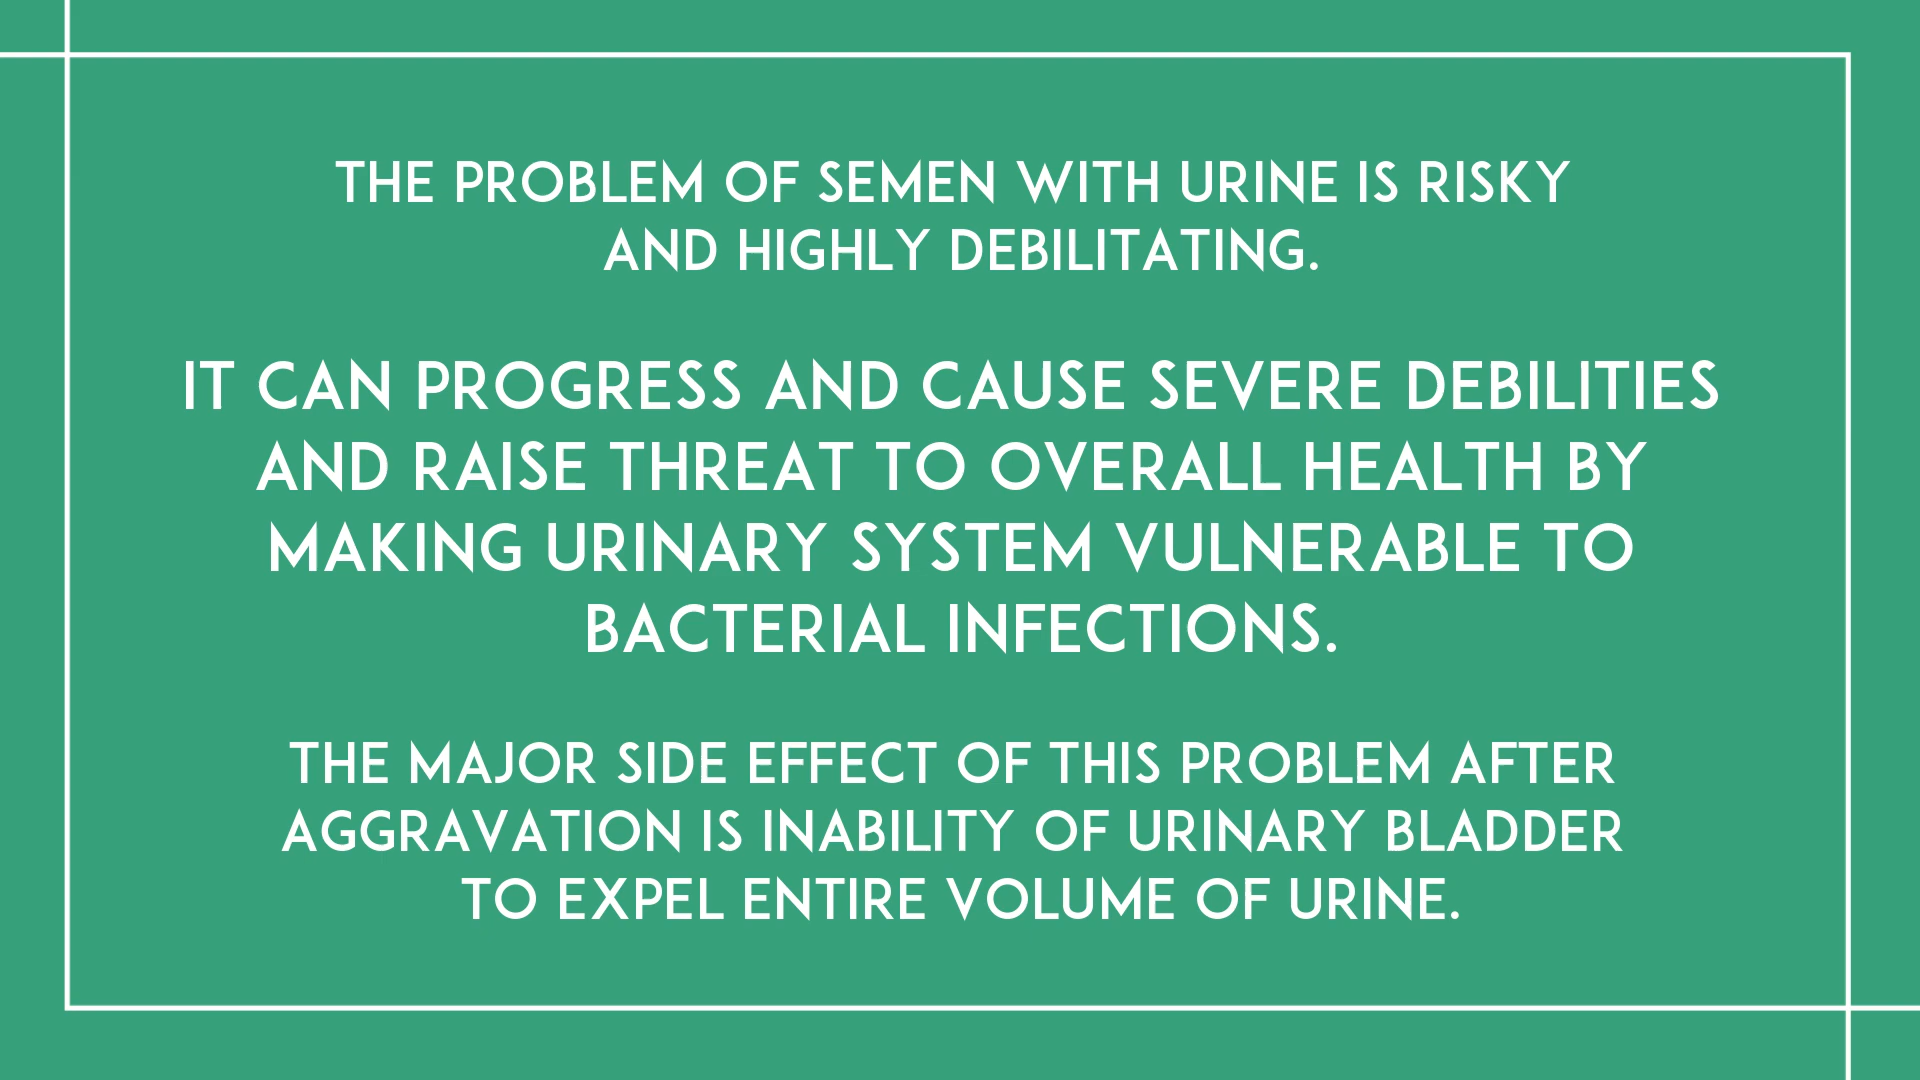 THE PROBLEM OF SEMEN WITH URINE IS RISKY
AND HIGHLY DEBILITATING.
IT CAN PROGRESS AND CAUSE SEVERE DEBILITIES
AND RAISE THREAT TO OVERALL HEALTH BY
MAKING URINARY SYSTEM VULNERABLE TO
BACTERIAL INFECTIONS.
THE MAJOR SIDE EFFECT OF THIS PROBLEM AFTER
AGGRAVATION IS INABILITY OF URINARY BLADDER
TO EXPEL ENTIRE VOLUME OF URINE.